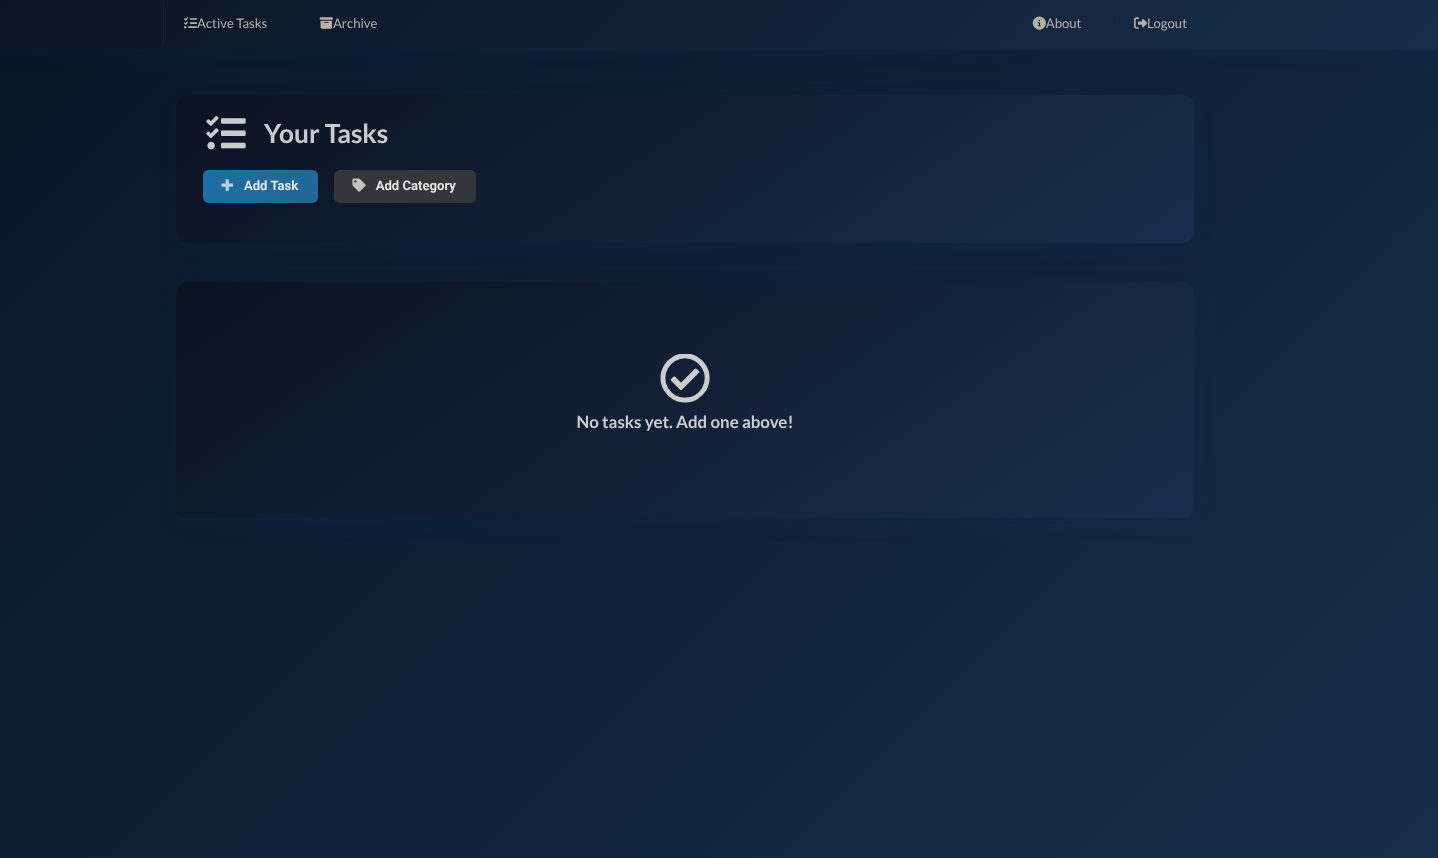 Active Tasks Archive About Logout
Your Tasks
Add Task Add Category
No tasks yet. Add one above!